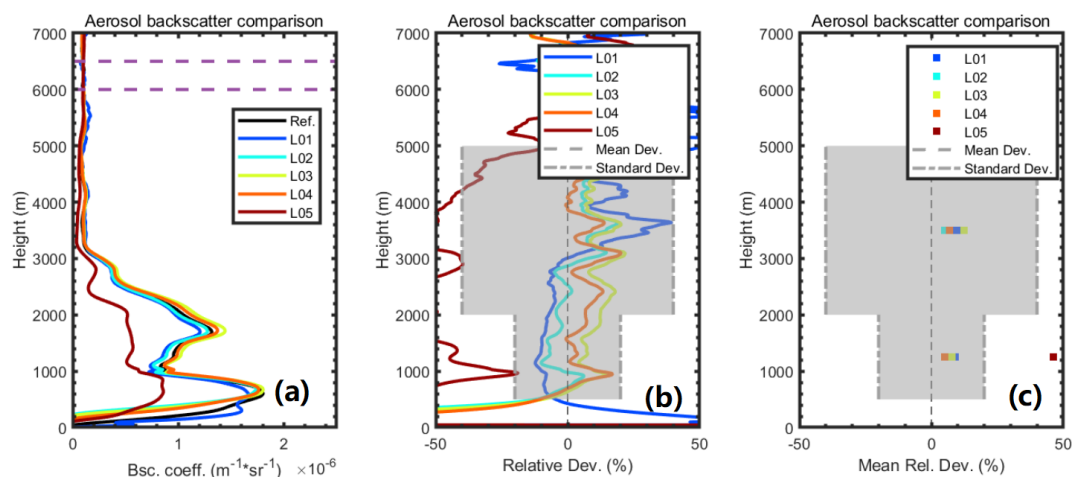 Aerosol backscatter comparison
7000
6000
5000
4000
3000
2000
1000
0
Height (m)
Ref.
L01
L02
L03
L04
L05
(a)
0
1
2
Bsc. coeff. (m⁻¹*sr⁻¹)
×10⁻⁶
Aerosol backscatter comparison
7000
6000
5000
4000
3000
2000
1000
0
Height (m)
L01
L02
L03
L04
L05
Mean Dev.
Standard Dev.
(b)
-50
0
50
Relative Dev. (%)
Aerosol backscatter comparison
7000
6000
5000
4000
3000
2000
1000
0
Height (m)
L01
L02
L03
L04
L05
Mean Dev.
Standard Dev.
(c)
-50
0
50
Mean Rel. Dev. (%)